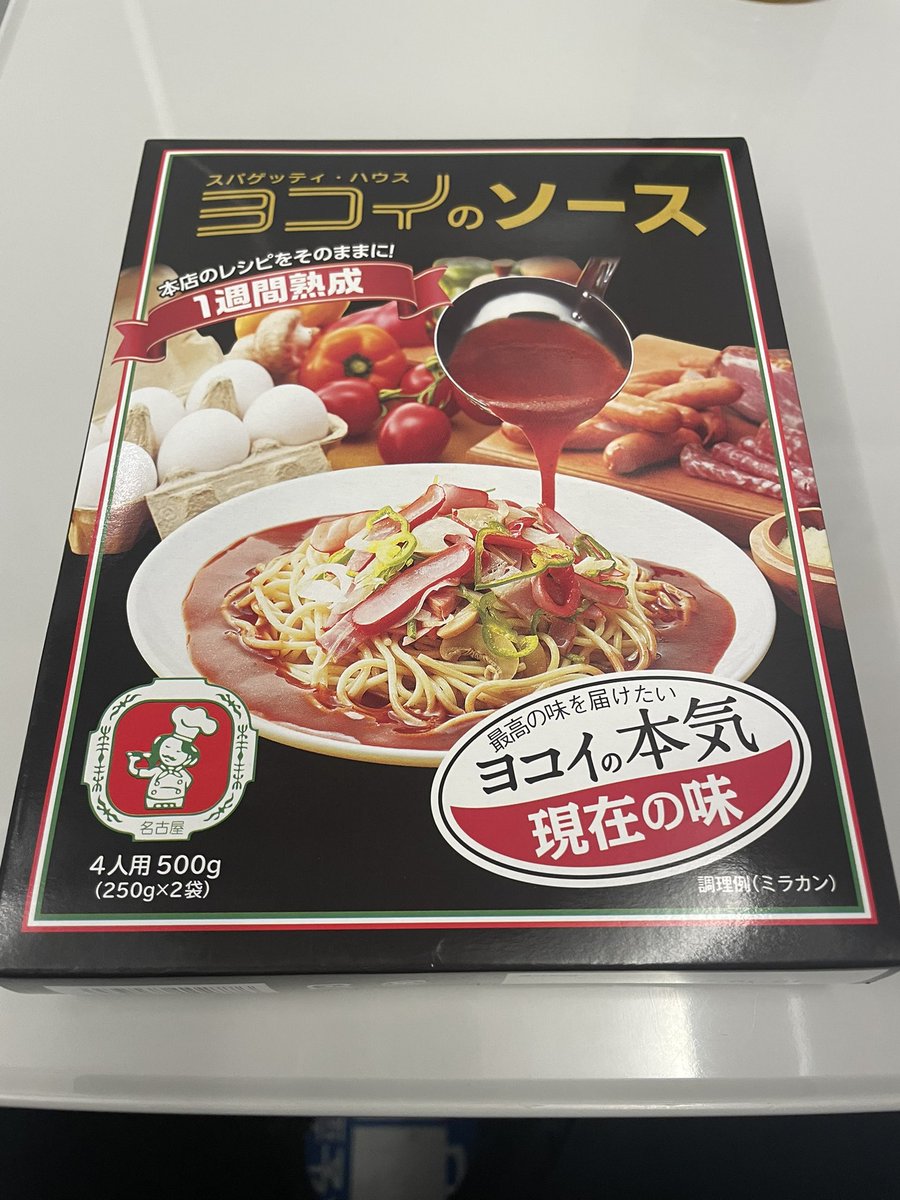 スパゲッティ・ハウス
ヨコイのソース
本店のレシピをそのままに!
1週間熟成
最高の味を届けたい
ヨコイの本気
現在の味
名古屋
4人用 500g
(250g×2袋)
調理例(ミラカン)